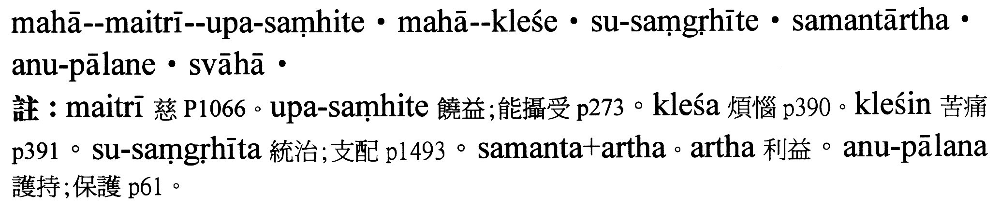 mahā--maitrī--upa-saṃhite • mahā--kleśe • su-saṃgṛhīte • samantārtha •
anu-pālane • svāhā •
註：maitrī 慈 P1066。upa-saṃhite 饒益;能攝受 p273。kleśa 煩惱 p390。kleśin 苦痛
p391。su-saṃgṛhīta 統治;支配 p1493。samanta+artha。artha 利益。anu-pālana
護持;保護 p61。